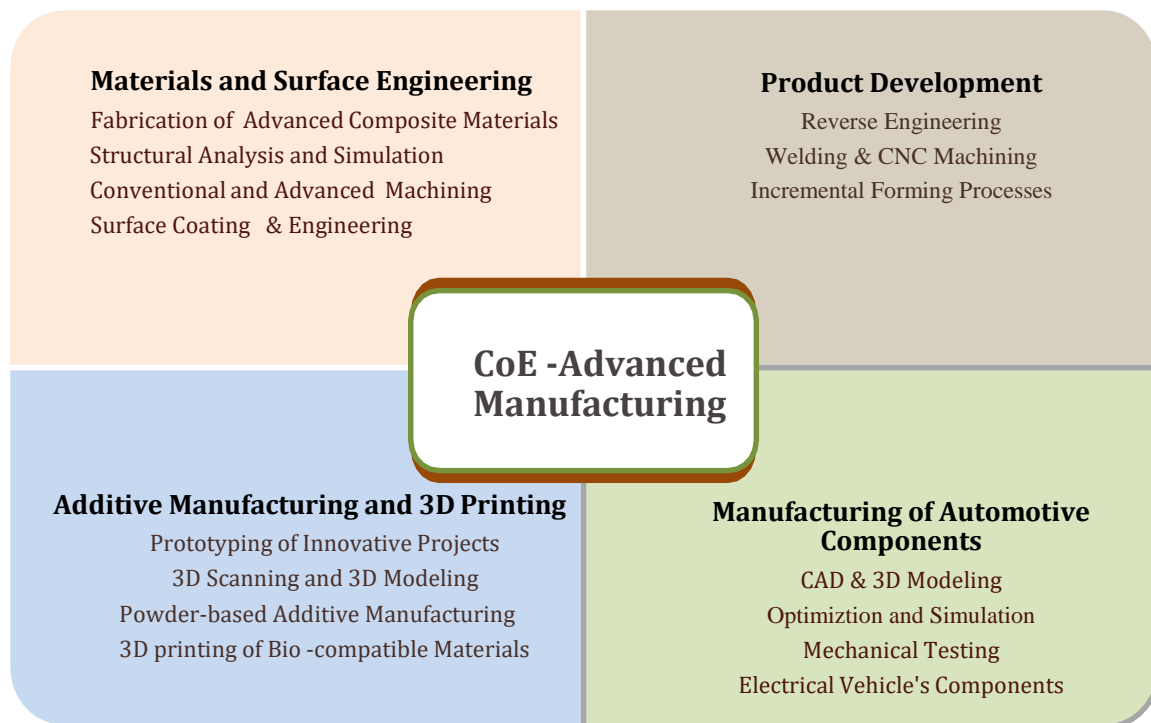 Materials and Surface Engineering
Fabrication of Advanced Composite Materials
Structural Analysis and Simulation
Conventional and Advanced Machining
Surface Coating & Engineering
Product Development
Reverse Engineering
Welding & CNC Machining
Incremental Forming Processes
CoE -Advanced
Manufacturing
Additive Manufacturing and 3D Printing
Prototyping of Innovative Projects
3D Scanning and 3D Modeling
Powder-based Additive Manufacturing
3D printing of Bio -compatible Materials
Manufacturing of Automotive
Components
CAD & 3D Modeling
Optimiztion and Simulation
Mechanical Testing
Electrical Vehicle's Components